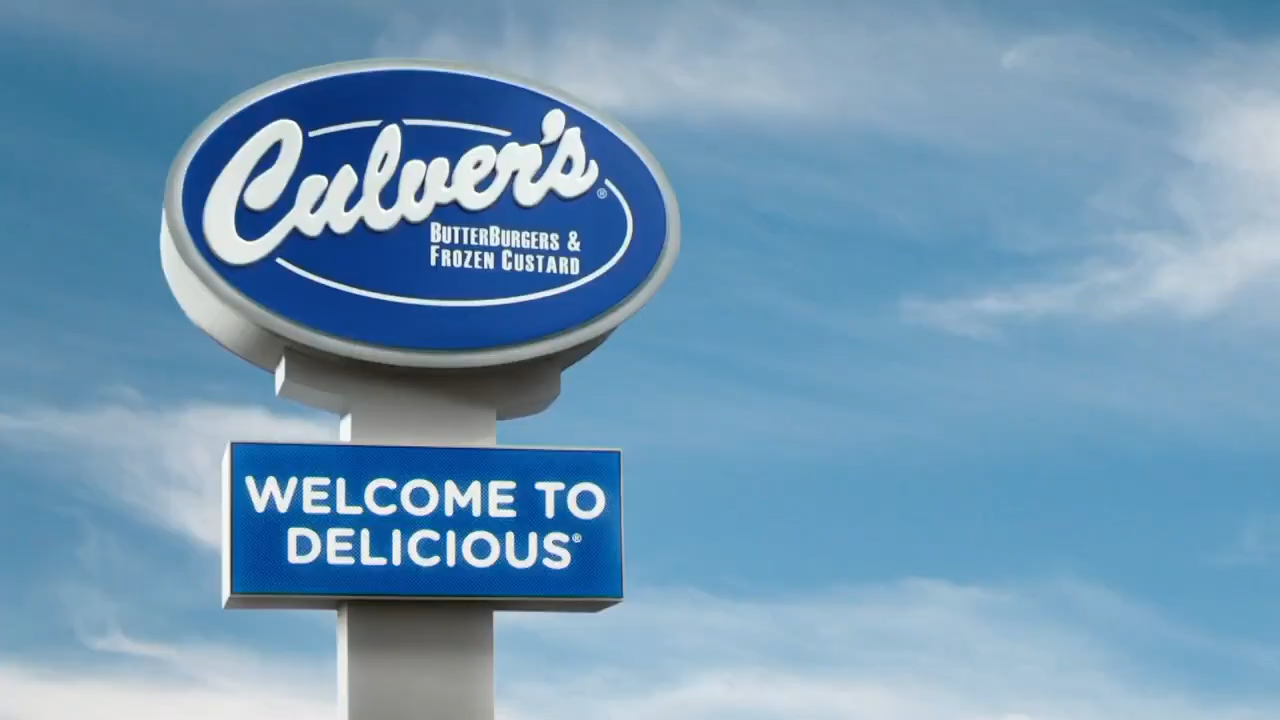 Culver's®
ButterBurgers &
Frozen Custard
WELCOME TO
DELICIOUS®